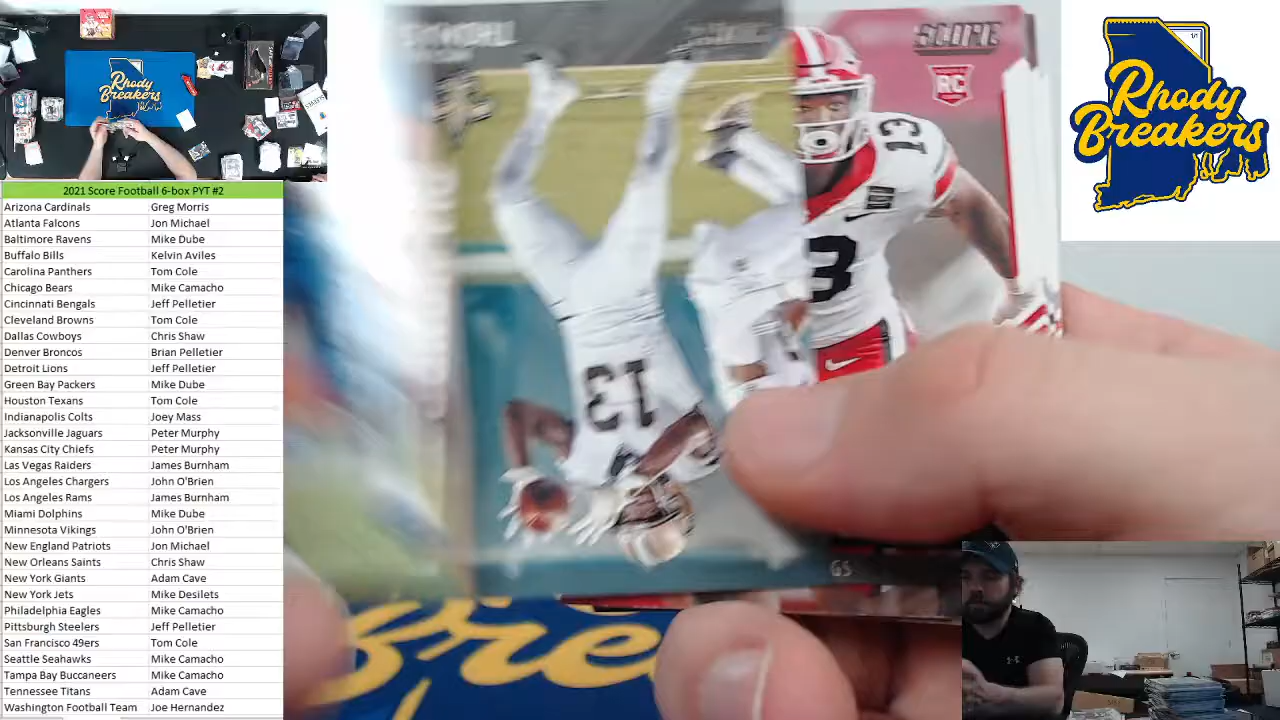 Rhody
Breakers
2021 Score Football 6-box PYT #2
Arizona Cardinals Greg Morris
Atlanta Falcons Jon Michael
Baltimore Ravens Mike Dube
Buffalo Bills Kelvin Aviles
Carolina Panthers Tom Cole
Chicago Bears Mike Camacho
Cincinnati Bengals Jeff Pelletier
Cleveland Browns Tom Cole
Dallas Cowboys Chris Shaw
Denver Broncos Brian Pelletier
Detroit Lions Jeff Pelletier
Green Bay Packers Mike Dube
Houston Texans Tom Cole
Indianapolis Colts Joey Mass
Jacksonville Jaguars Peter Murphy
Kansas City Chiefs Peter Murphy
Las Vegas Raiders James Burnham
Los Angeles Chargers John O'Brien
Los Angeles Rams James Burnham
Miami Dolphins Mike Dube
Minnesota Vikings John O'Brien
New England Patriots Jon Michael
New Orleans Saints Chris Shaw
New York Giants Adam Cave
New York Jets Mike Desilets
Philadelphia Eagles Mike Camacho
Pittsburgh Steelers Jeff Pelletier
San Francisco 49ers Tom Cole
Seattle Seahawks Mike Camacho
Tampa Bay Buccaneers Mike Camacho
Tennessee Titans Adam Cave
Washington Football Team Joe Hernandez
SCORE
RC
13
3
13
GS
Brea
Rhody
Breakers
1/1